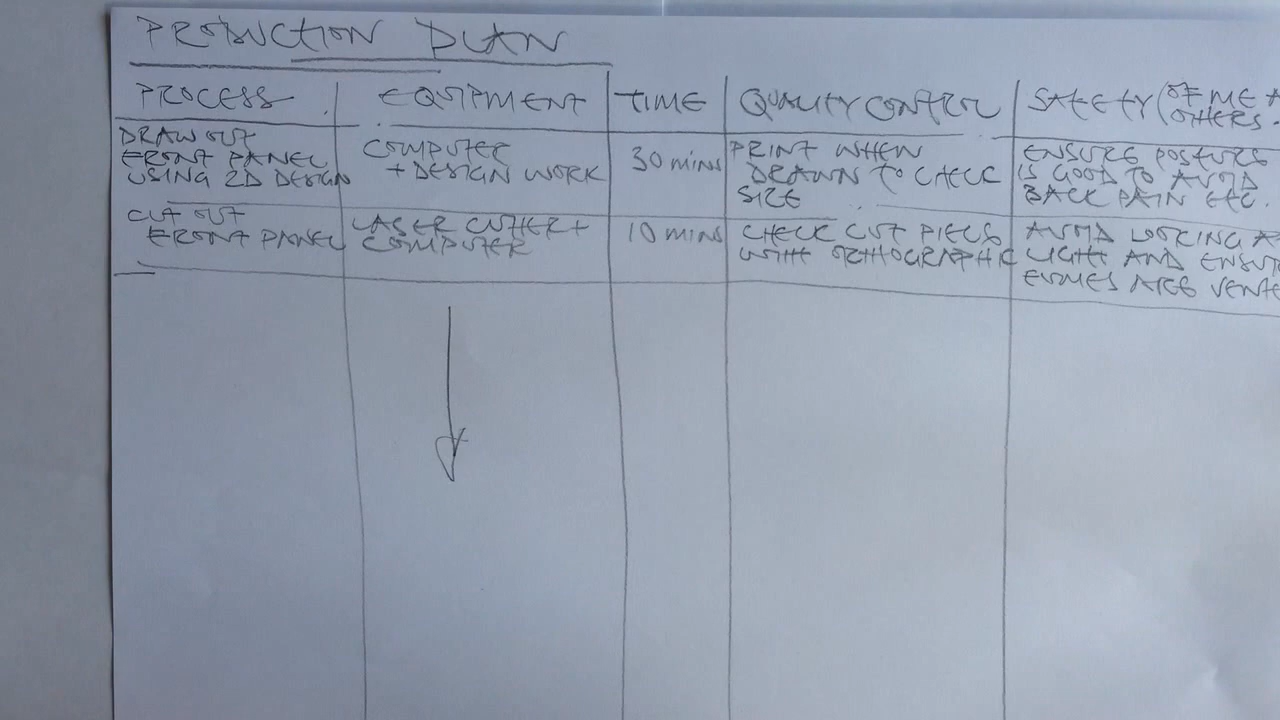 PRODUCTION PLAN
PROCESS EQUIPMENT TIME QUALITY CONTROL SAFETY (OF ME
OTHERS.
DRAW OUT
FRONT PANEL
USING 2D DESIGN
COMPUTER
+ DESIGN WORK
30 mins
PRINT WHEN
DRAWN TO CHECK
SIZE
ENSURE POSTURE
IS GOOD TO AVOID
BACK PAIN ETC.
CUT OUT
FRONT PANEL
LASER CUTTER +
COMPUTER
10 mins
CHECK CUT PIECES
WITH ORTHOGRAPHIC
AVOID LOOKING A
LIGHT AND ENSU
FUMES ARE VENTE